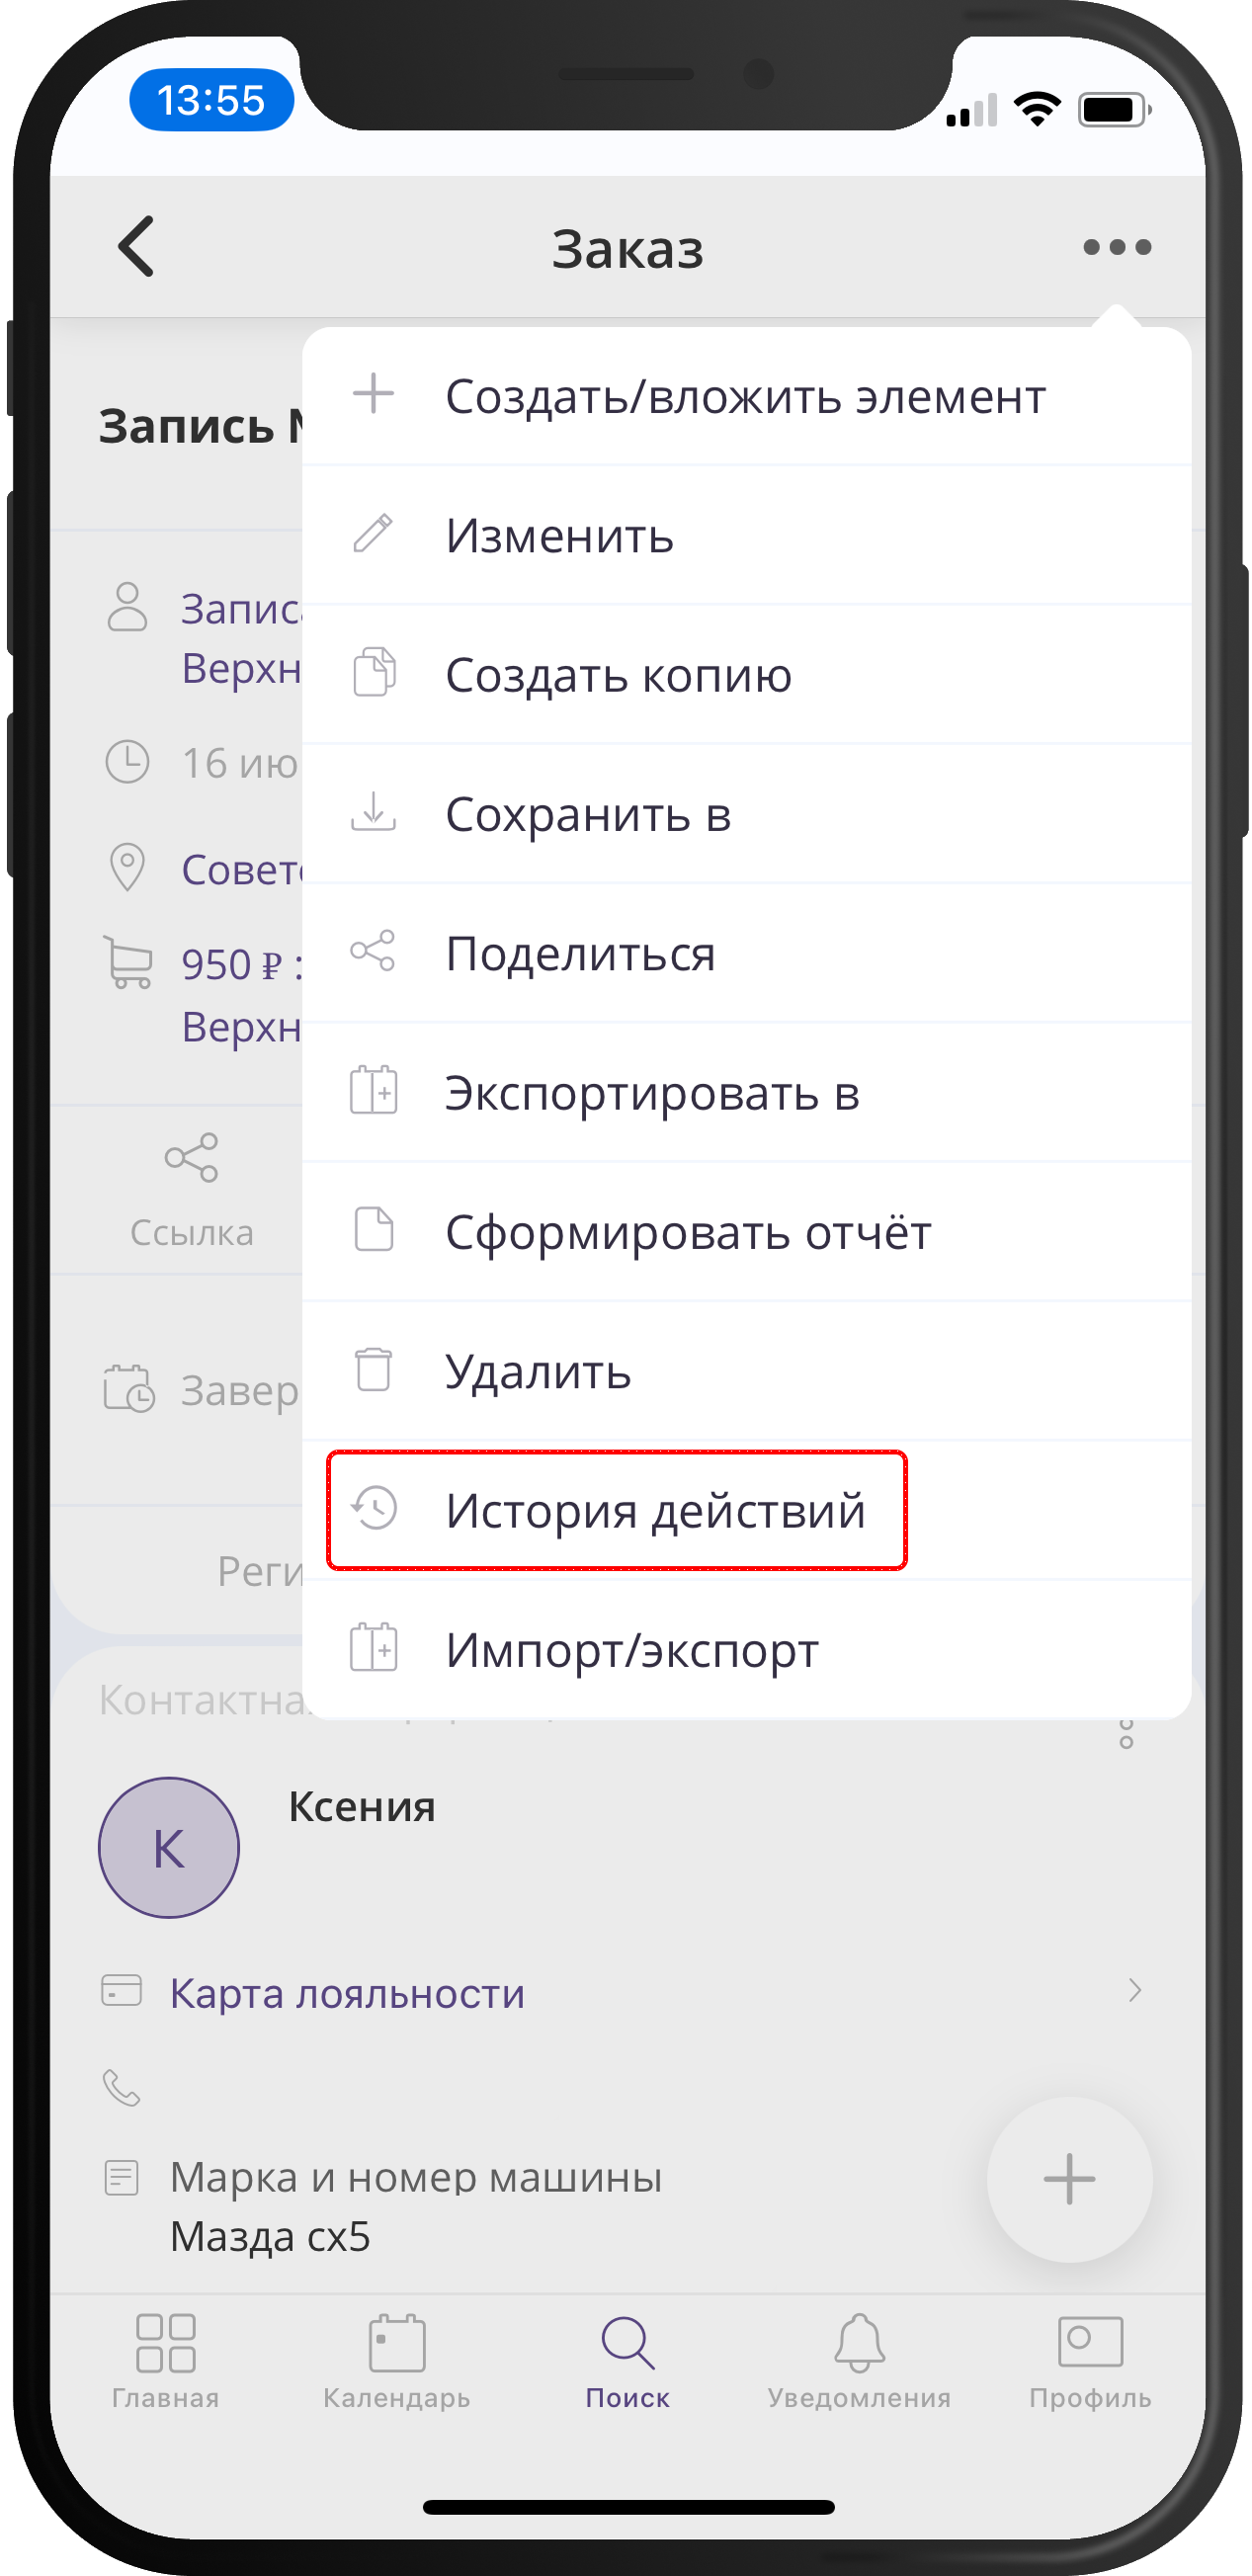 13:55
Заказ
Создать/вложить элемент
Запись
Изменить
Верхн
Создать копию
16 ию
Сохранить в
Поделиться
950 ₽ :
Верхн
Экспортировать в
Ссылка
Сформировать отчёт
Удалить
Завер
История действий
Реги
Импорт/экспорт
Контактна
К
Ксения
Карта лояльности
Марка и номер машины
Мазда сх5
Главная
Календарь
Поиск
Уведомления
Профиль